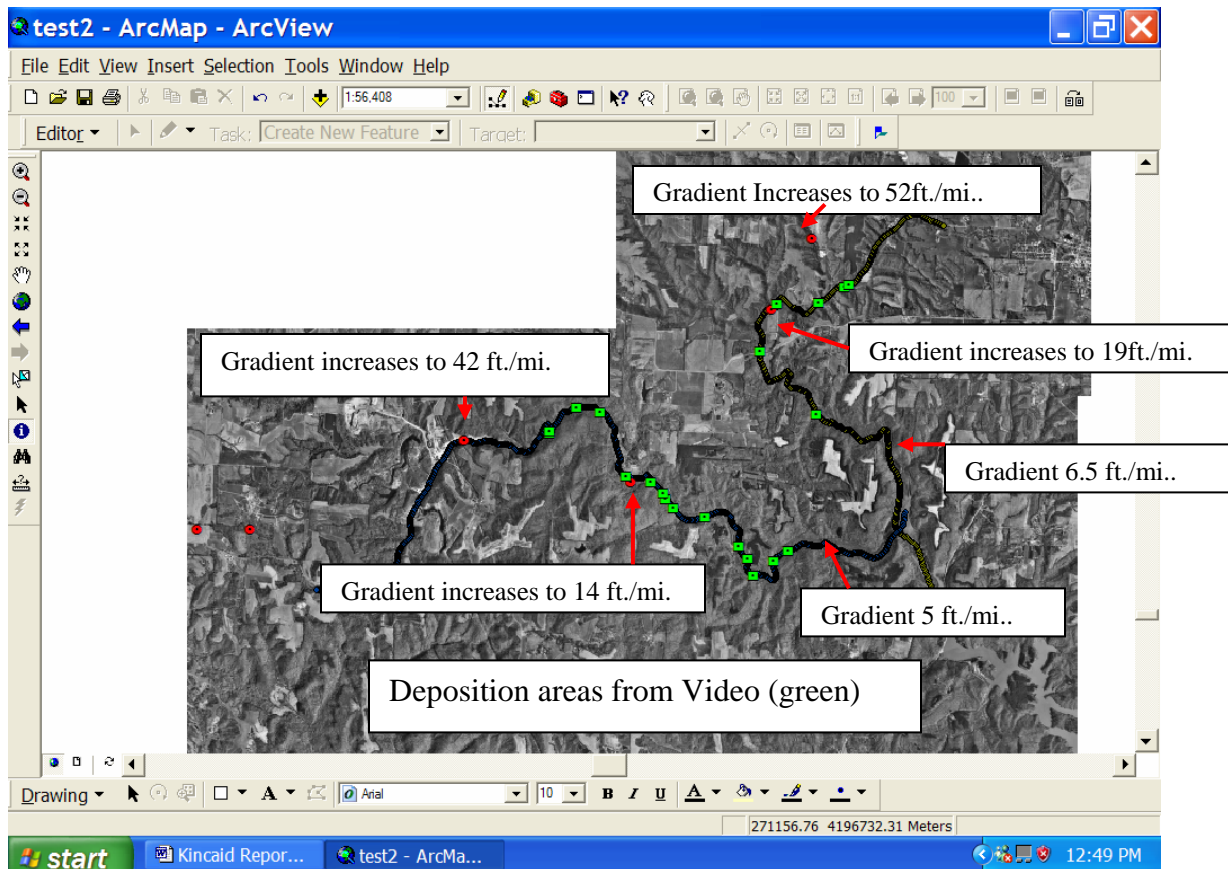 test2 - ArcMap - ArcView
File Edit View Insert Selection Tools Window Help
1:56,408
100
Editor Task: Create New Feature Target:
Gradient Increases to 52ft./mi..
Gradient increases to 19ft./mi.
Gradient increases to 42 ft./mi.
Gradient 6.5 ft./mi..
Gradient increases to 14 ft./mi.
Gradient 5 ft./mi..
Deposition areas from Video (green)
Drawing A Arial 10 B I U A
271156.76 4196732.31 Meters
start Kincaid Repor... test2 - ArcMa... 12:49 PM